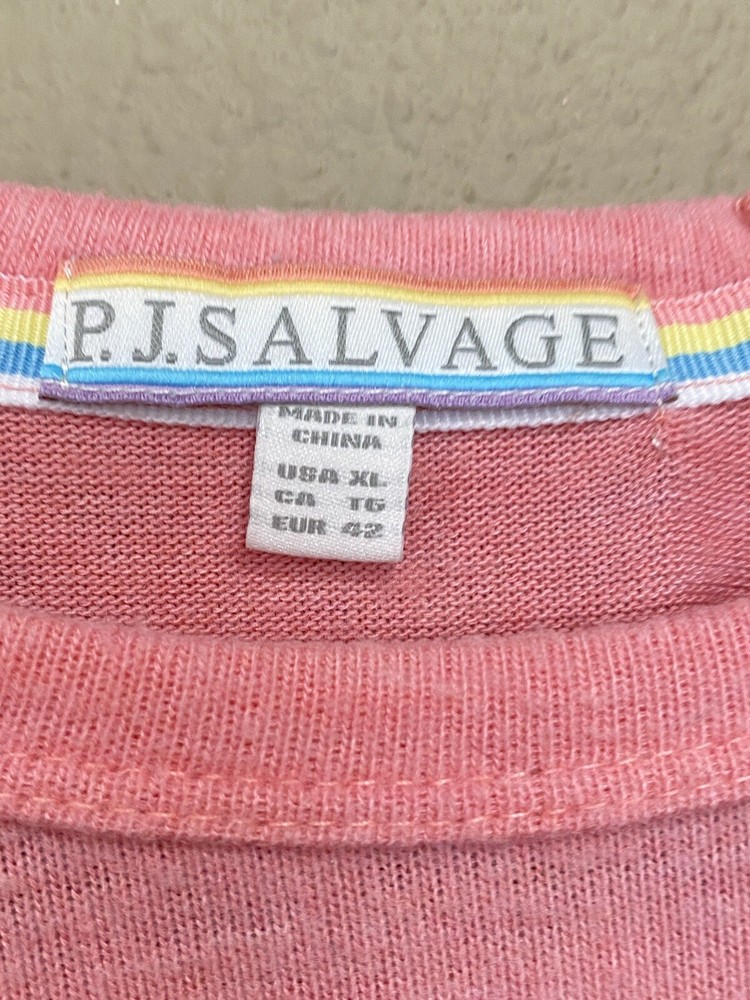 P.J.SALVAGE
MADE IN
CHINA
USA XL
CA TG
EUR 42